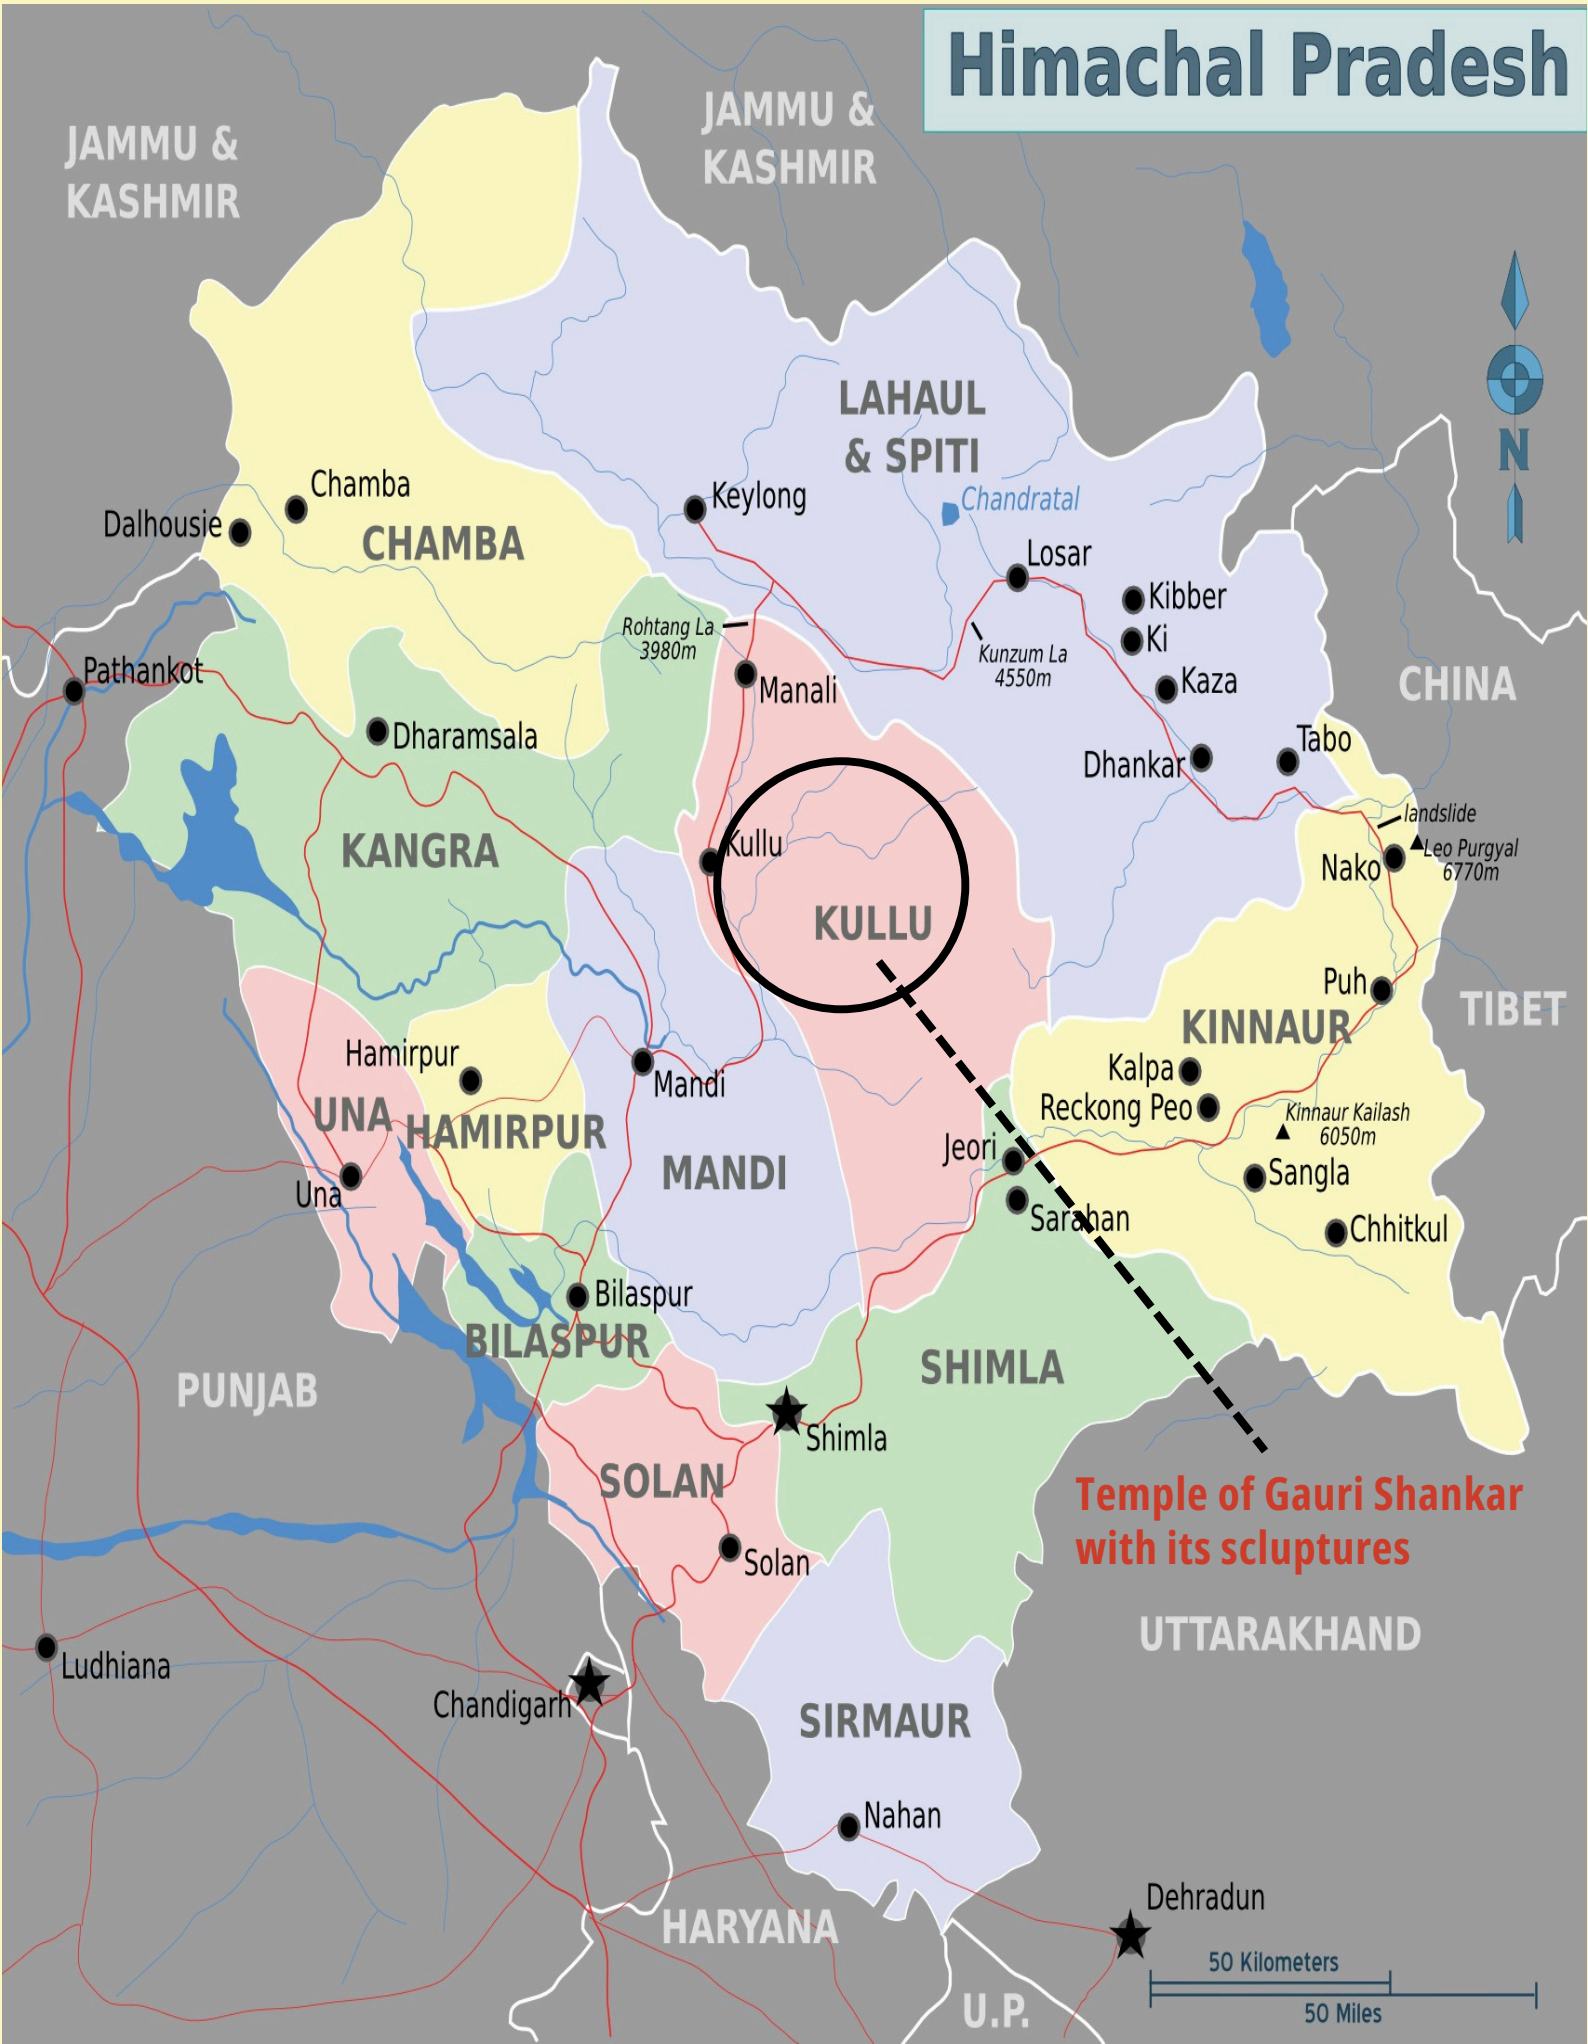 Himachal Pradesh
JAMMU &
KASHMIR
JAMMU &
KASHMIR
LAHAUL
& SPITI
Chandratal
N
Chamba
Dalhousie
CHAMBA
Keylong
Losar
Kibber
Ki
Kaza
Rohtang La
3980m
Kunzum La
4550m
CHINA
Pathankot
Manali
Dharamsala
Dhankar
Tabo
landslide
Leo Purgyal
6770m
Nako
KANGRA
Kullu
KULLU
Puh
TIBET
KINNAUR
Hamirpur
Kalpa
Reckong Peo
Mandi
Kinnaur Kailash
6050m
UNA
HAMIRPUR
Jeori
Sangla
MANDI
Una
Sarahan
Chhitkul
Bilaspur
BILASPUR
SHIMLA
PUNJAB
Shimla
SOLAN
Temple of Gauri Shankar
with its scluptures
Solan
UTTARAKHAND
Ludhiana
Chandigarh
SIRMAUR
Nahan
Dehradun
HARYANA
50 Kilometers
50 Miles
U.P.